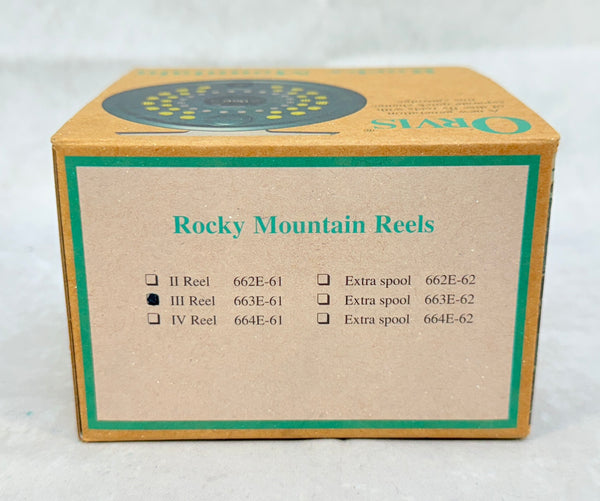 ORVIS
Rocky Mountain Reels
❏ II Reel 662E-61 ❏ Extra spool 662E-62
● III Reel 663E-61 ❏ Extra spool 663E-62
❏ IV Reel 664E-61 ❏ Extra spool 664E-62